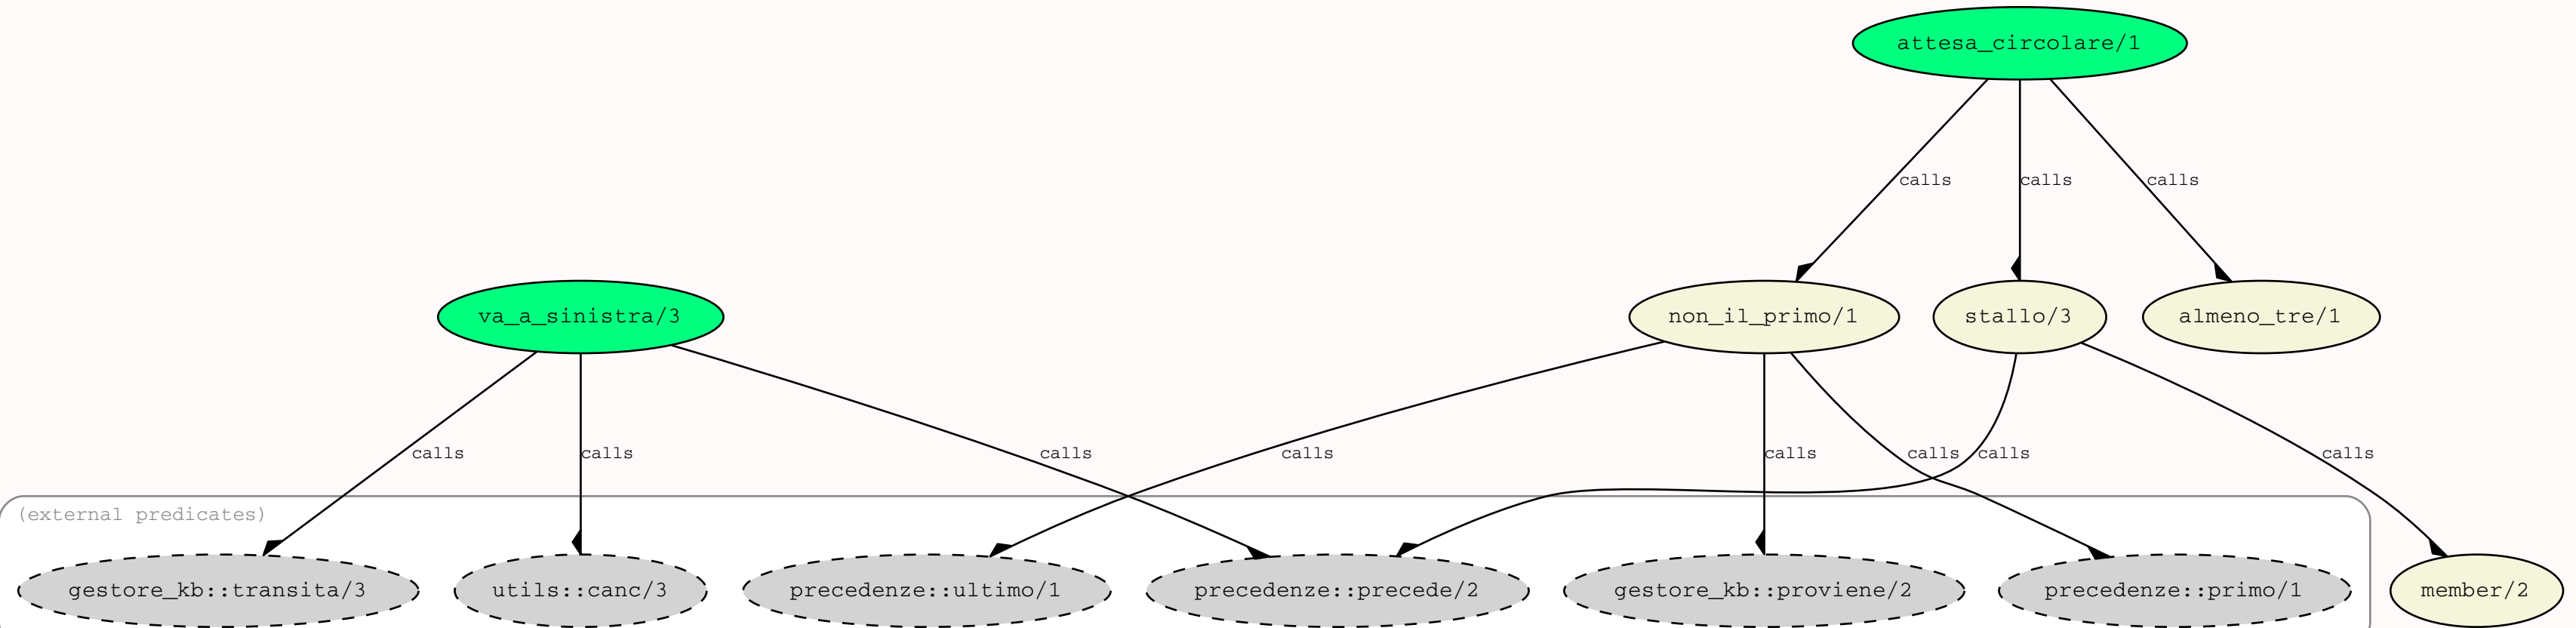 attesa_circolare/1
calls
calls
calls
va_a_sinistra/3
non_il_primo/1
stallo/3
almeno_tre/1
calls
calls
calls
calls
calls
calls
calls
calls
(external predicates)
gestore_kb::transita/3
utils::canc/3
precedenze::ultimo/1
precedenze::precede/2
gestore_kb::proviene/2
precedenze::primo/1
member/2